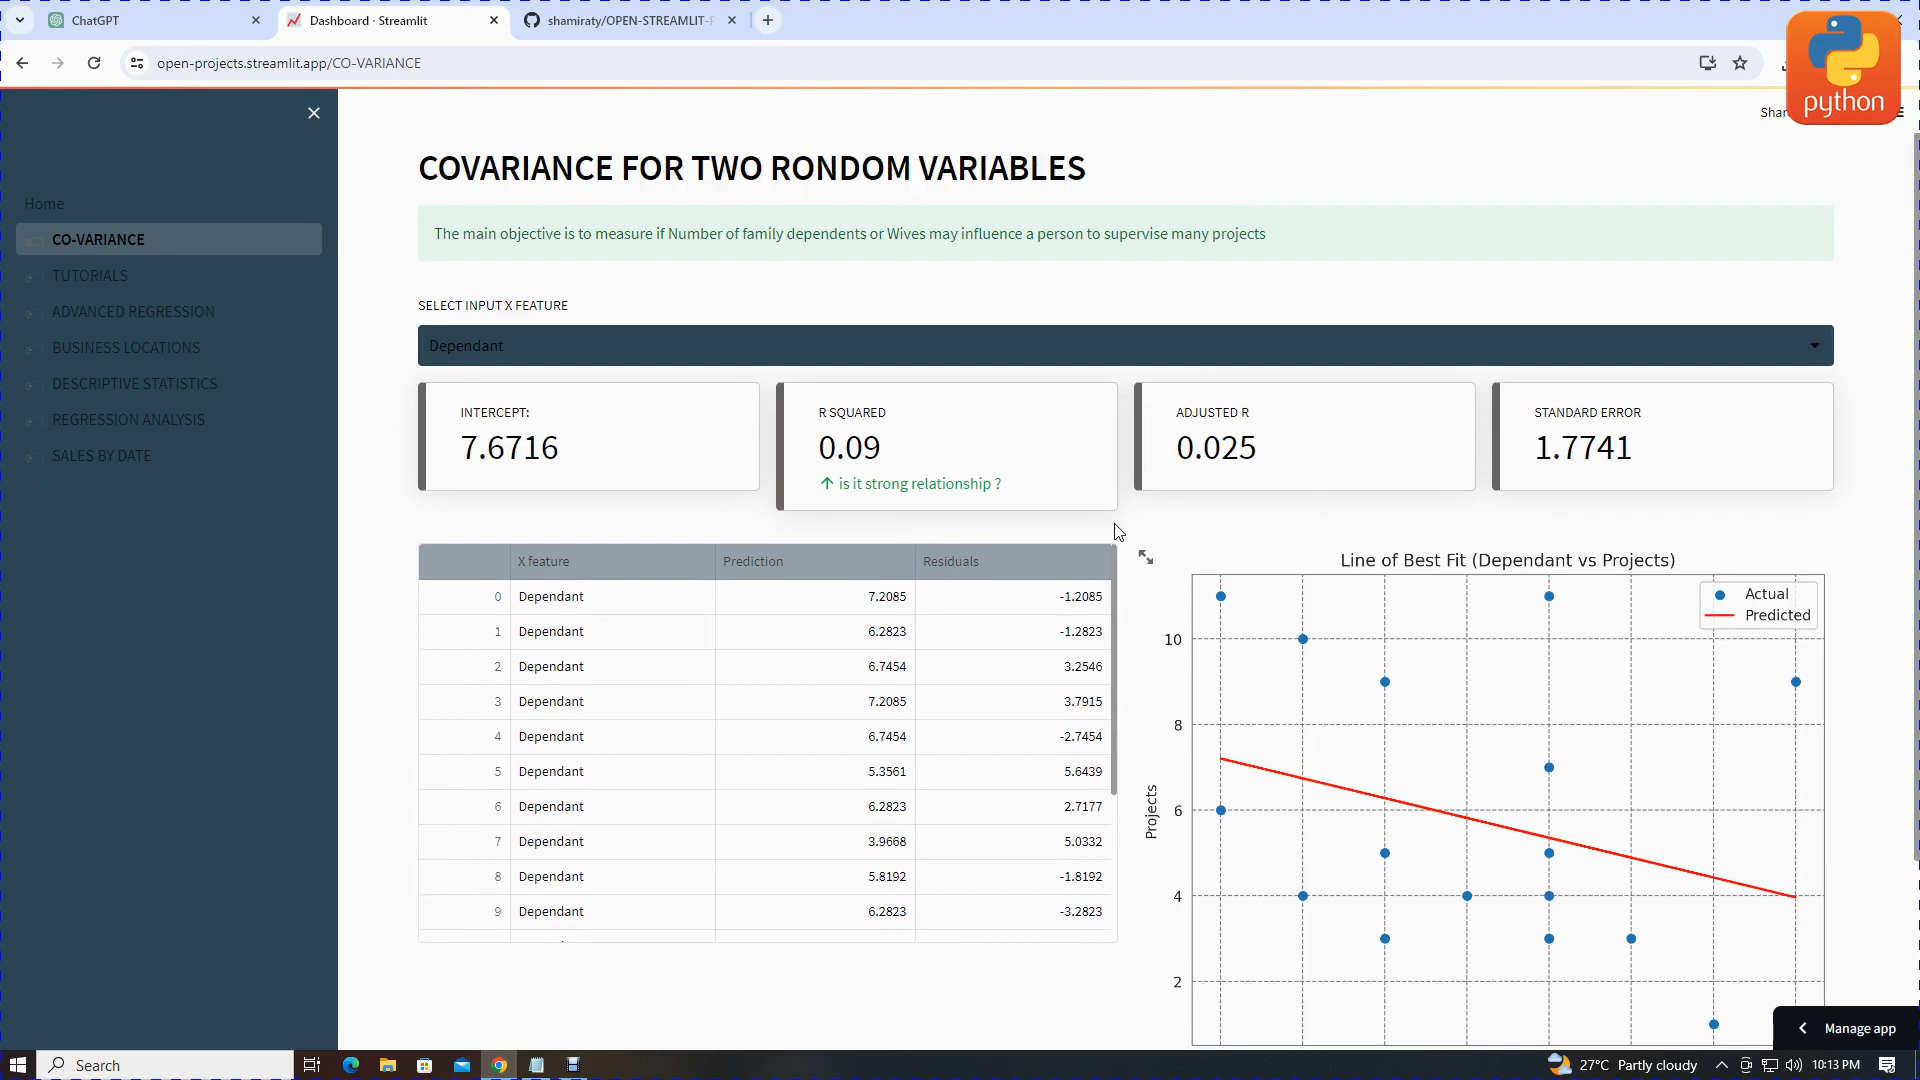 ChatGPT
Dashboard · Streamlit
shamiraty/OPEN-STREAMLIT-
open-projects.streamlit.app/CO-VARIANCE
python
Shar
Home
CO-VARIANCE
TUTORIALS
ADVANCED REGRESSION
BUSINESS LOCATIONS
DESCRIPTIVE STATISTICS
REGRESSION ANALYSIS
SALES BY DATE
COVARIANCE FOR TWO RONDOM VARIABLES
The main objective is to measure if Number of family dependents or Wives may influence a person to supervise many projects
SELECT INPUT X FEATURE
Dependant
INTERCEPT:
7.6716
R SQUARED
0.09
is it strong relationship ?
ADJUSTED R
0.025
STANDARD ERROR
1.7741
X feature Prediction Residuals
0 Dependant 7.2085 -1.2085
1 Dependant 6.2823 -1.2823
2 Dependant 6.7454 3.2546
3 Dependant 7.2085 3.7915
4 Dependant 6.7454 -2.7454
5 Dependant 5.3561 5.6439
6 Dependant 6.2823 2.7177
7 Dependant 3.9668 5.0332
8 Dependant 5.8192 -1.8192
9 Dependant 6.2823 -3.2823
Line of Best Fit (Dependant vs Projects)
Actual
Predicted
10
8
6
4
2
Projects
Manage app
Search
27°C Partly cloudy
10:13 PM